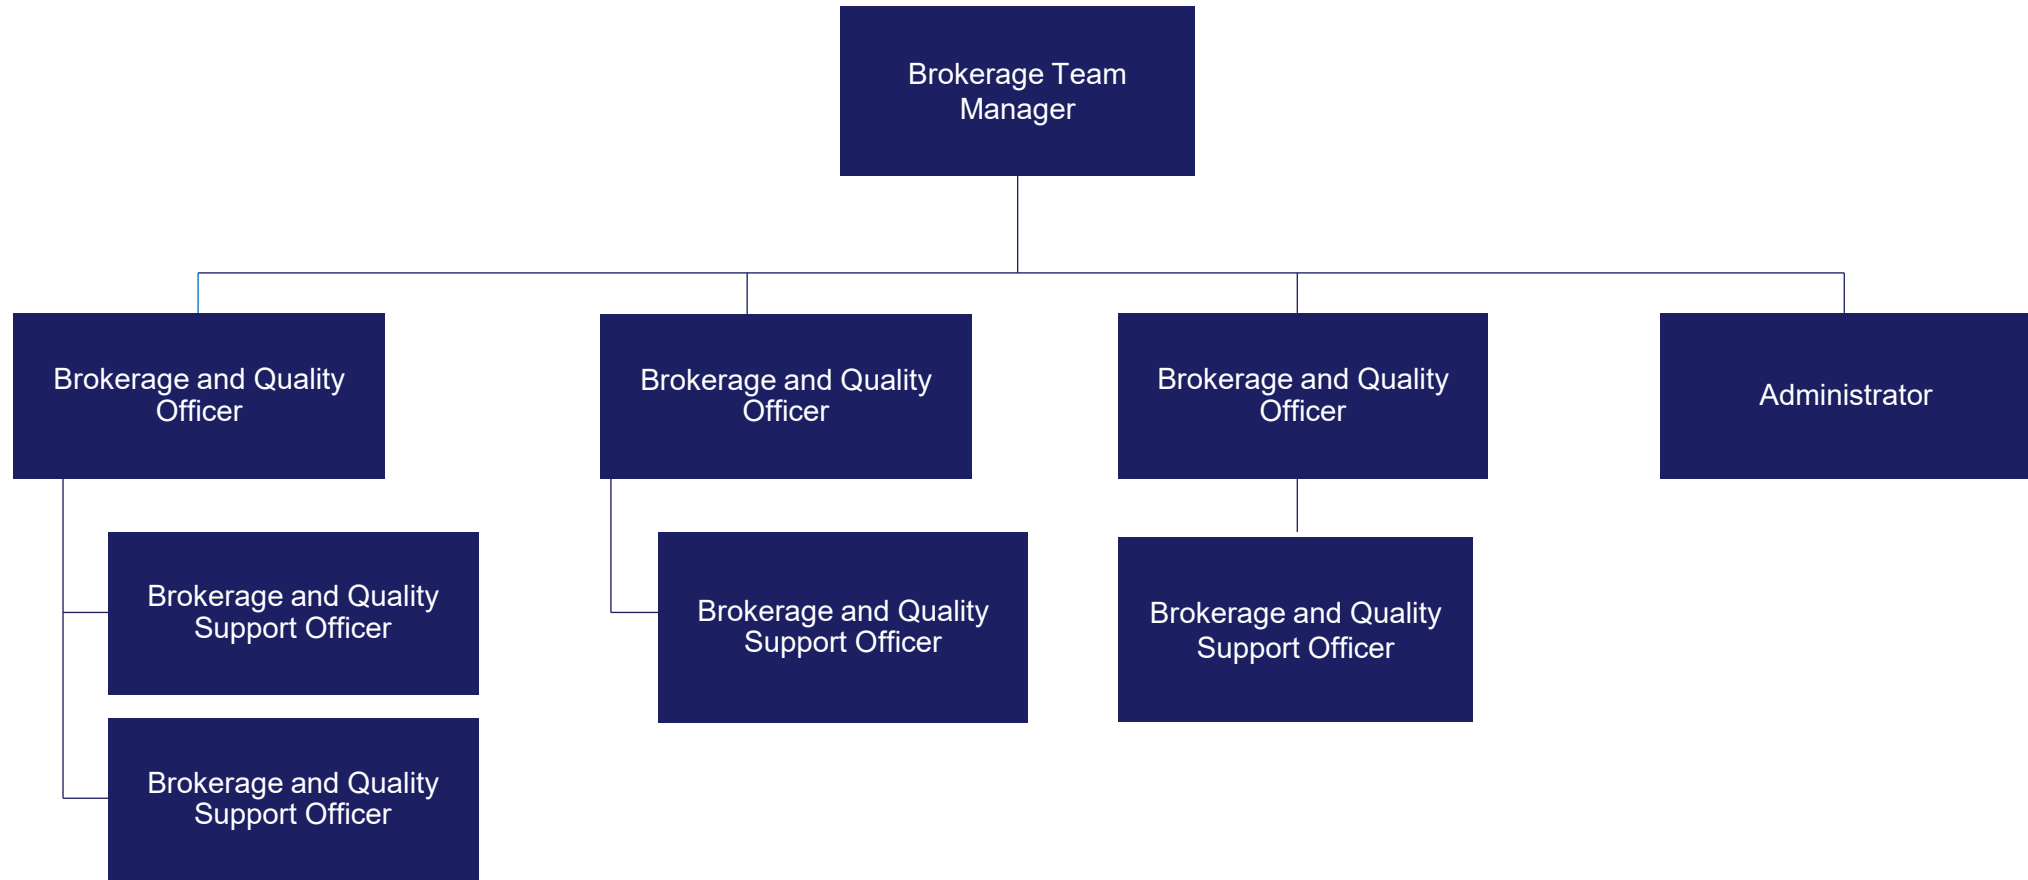 Brokerage Team
Manager
Brokerage and Quality
Officer
Brokerage and Quality
Officer
Brokerage and Quality
Officer
Administrator
Brokerage and Quality
Support Officer
Brokerage and Quality
Support Officer
Brokerage and Quality
Support Officer
Brokerage and Quality
Support Officer